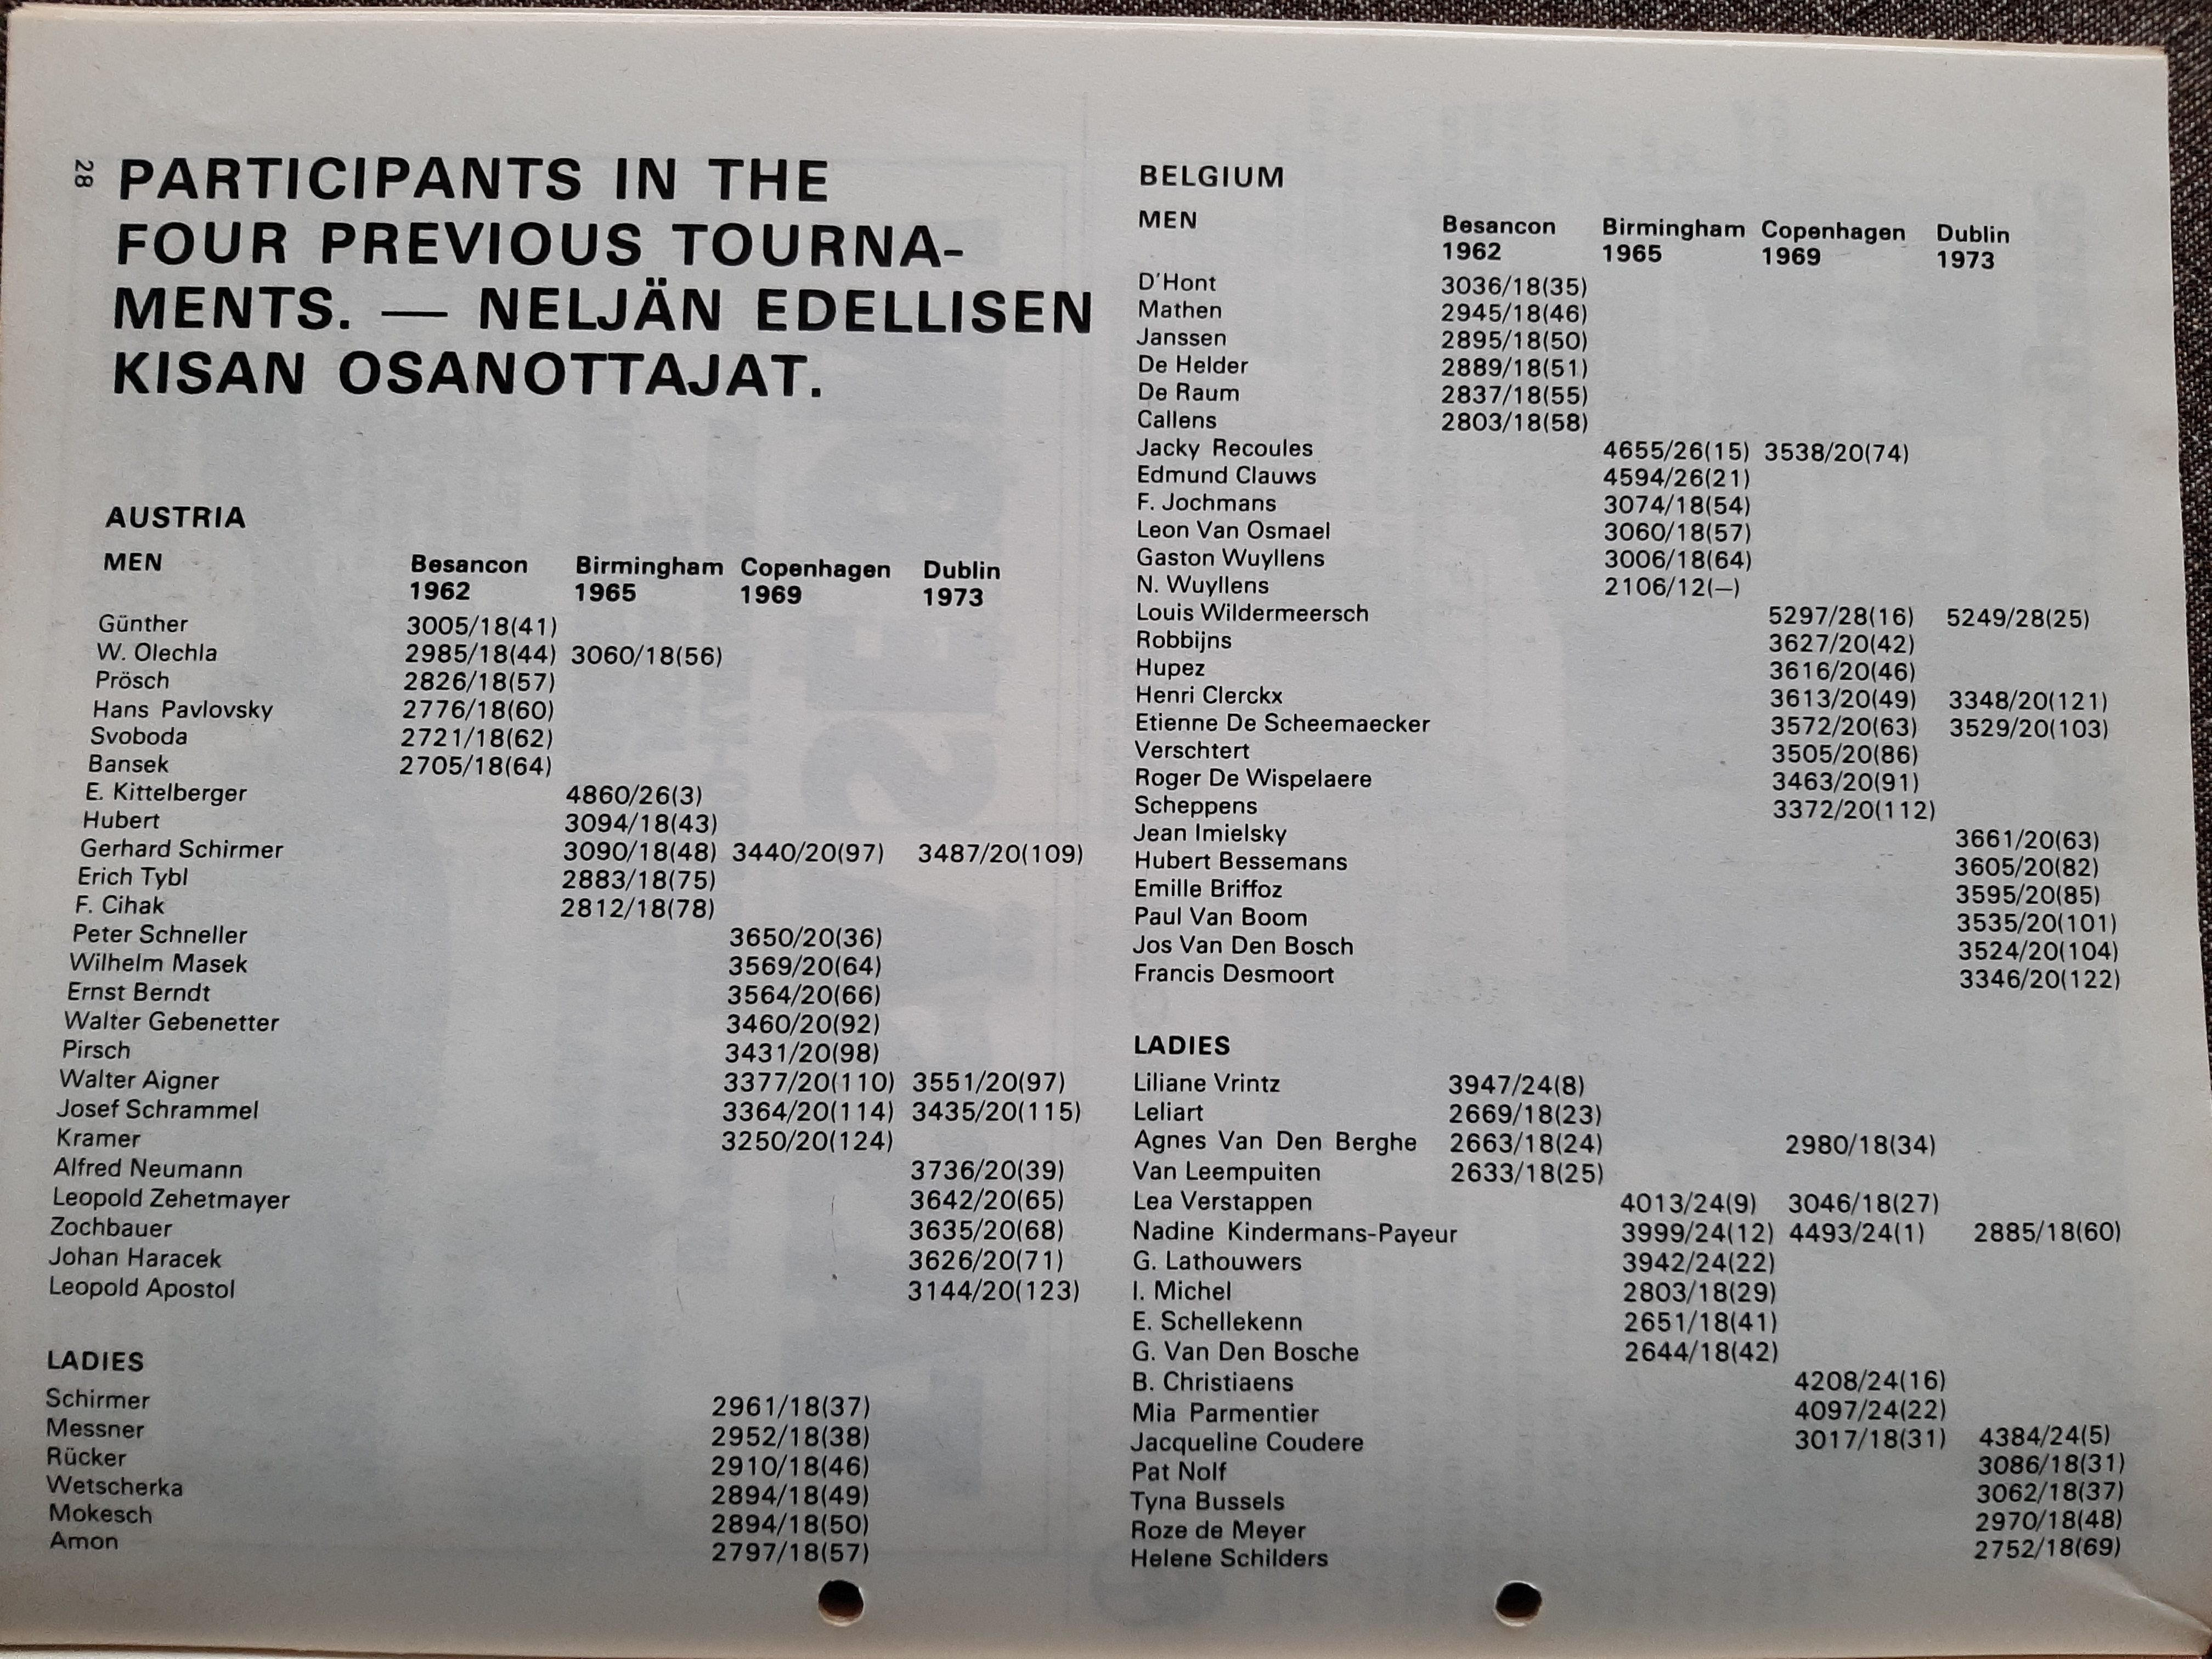 28
PARTICIPANTS IN THE
FOUR PREVIOUS TOURNA-
MENTS. — NELJÄN EDELLISEN
KISAN OSANOTTAJAT.
AUSTRIA
MEN Besancon Birmingham Copenhagen Dublin
1962 1965 1969 1973
Günther 3005/18(41)
W. Olechla 2985/18(44) 3060/18(56)
Prösch 2826/18(57)
Hans Pavlovsky 2776/18(60)
Svoboda 2721/18(62)
Bansek 2705/18(64)
E. Kittelberger 4860/26(3)
Hubert 3094/18(43)
Gerhard Schirmer 3090/18(48) 3440/20(97) 3487/20(109)
Erich Tybl 2883/18(75)
F. Cihak 2812/18(78)
Peter Schneller 3650/20(36)
Wilhelm Masek 3569/20(64)
Ernst Berndt 3564/20(66)
Walter Gebenetter 3460/20(92)
Pirsch 3431/20(98)
Walter Aigner 3377/20(110) 3551/20(97)
Josef Schrammel 3364/20(114) 3435/20(115)
Kramer 3250/20(124)
Alfred Neumann 3736/20(39)
Leopold Zehetmayer 3642/20(65)
Zochbauer 3635/20(68)
Johan Haracek 3626/20(71)
Leopold Apostol 3144/20(123)
LADIES
Schirmer 2961/18(37)
Messner 2952/18(38)
Rücker 2910/18(46)
Wetscherka 2894/18(49)
Mokesch 2894/18(50)
Amon 2797/18(57)
BELGIUM
MEN Besancon Birmingham Copenhagen Dublin
1962 1965 1969 1973
D'Hont 3036/18(35)
Mathen 2945/18(46)
Janssen 2895/18(50)
De Helder 2889/18(51)
De Raum 2837/18(55)
Callens 2803/18(58)
Jacky Recoules 4655/26(15) 3538/20(74)
Edmund Clauws 4594/26(21)
F. Jochmans 3074/18(54)
Leon Van Osmael 3060/18(57)
Gaston Wuyllens 3006/18(64)
N. Wuyllens 2106/12(—)
Louis Wildermeersch 5297/28(16) 5249/28(25)
Robbijns 3627/20(42)
Hupez 3616/20(46)
Henri Clerckx 3613/20(49) 3348/20(121)
Etienne De Scheemaecker 3572/20(63) 3529/20(103)
Verschtert 3505/20(86)
Roger De Wispelaere 3463/20(91)
Scheppens 3372/20(112)
Jean Imielsky 3661/20(63)
Hubert Bessemans 3605/20(82)
Emille Briffoz 3595/20(85)
Paul Van Boom 3535/20(101)
Jos Van Den Bosch 3524/20(104)
Francis Desmoort 3346/20(122)
LADIES
Liliane Vrintz 3947/24(8)
Leliart 2669/18(23)
Agnes Van Den Berghe 2663/18(24) 2980/18(34)
Van Leempuiten 2633/18(25)
Lea Verstappen 4013/24(9) 3046/18(27)
Nadine Kindermans-Payeur 3999/24(12) 4493/24(1) 2885/18(60)
G. Lathouwers 3942/24(22)
I. Michel 2803/18(29)
E. Schellekenn 2651/18(41)
G. Van Den Bosche 2644/18(42)
B. Christiaens 4208/24(16)
Mia Parmentier 4097/24(22)
Jacqueline Coudere 3017/18(31) 4384/24(5)
Pat Nolf 3086/18(31)
Tyna Bussels 3062/18(37)
Roze de Meyer 2970/18(48)
Helene Schilders 2752/18(69)